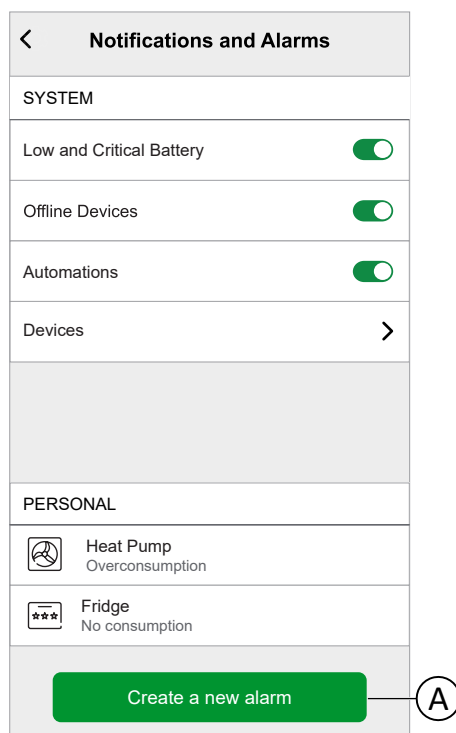 Notifications and Alarms
SYSTEM
Low and Critical Battery
Offline Devices
Automations
Devices
PERSONAL
Heat Pump
Overconsumption
Fridge
No consumption
Create a new alarm
A